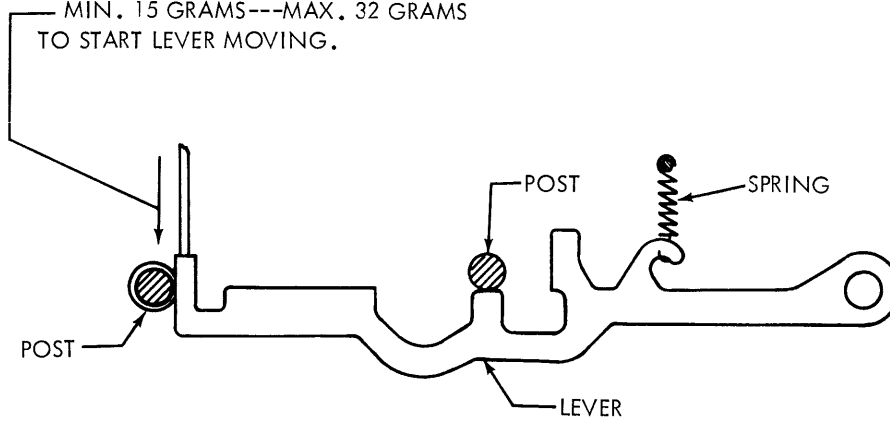 MIN. 15 GRAMS---MAX. 32 GRAMS
TO START LEVER MOVING.
POST
SPRING
POST
LEVER